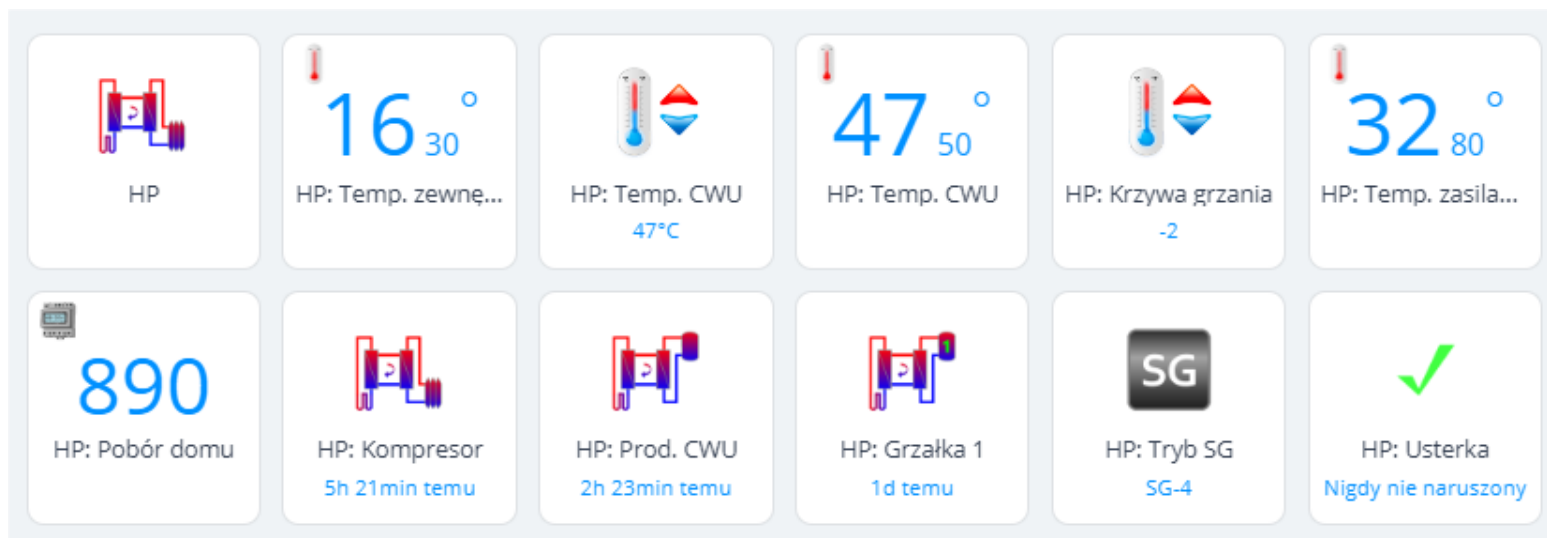 HP
16 30 °
HP: Temp. zewnę...
HP: Temp. CWU
47°C
47 50 °
HP: Temp. CWU
HP: Krzywa grzania
-2
32 80 °
HP: Temp. zasila...
890
HP: Pobór domu
HP: Kompresor
5h 21min temu
HP: Prod. CWU
2h 23min temu
1
HP: Grzałka 1
1d temu
SG
HP: Tryb SG
SG-4
HP: Usterka
Nigdy nie naruszony